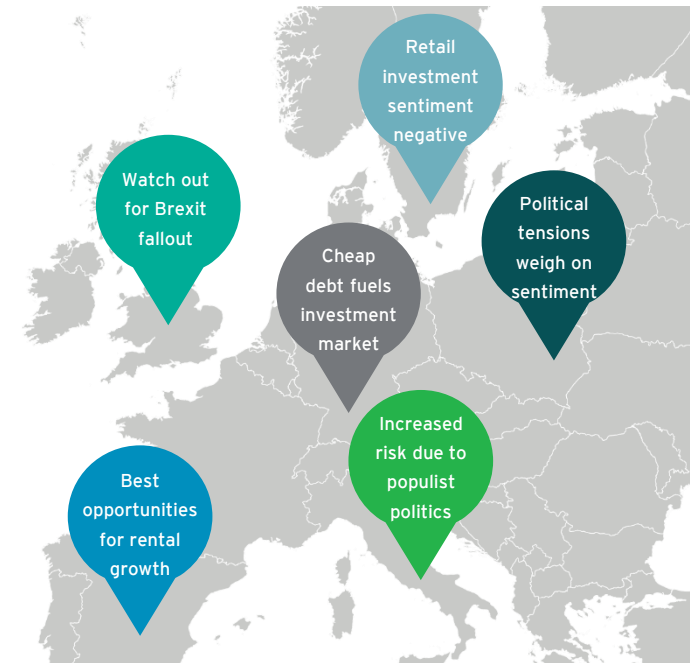 Retail
investment
sentiment
negative
Watch out
for Brexit
fallout
Political
tensions
weigh on
sentiment
Cheap
debt fuels
investment
market
Increased
risk due to
populist
politics
Best
opportunities
for rental
growth